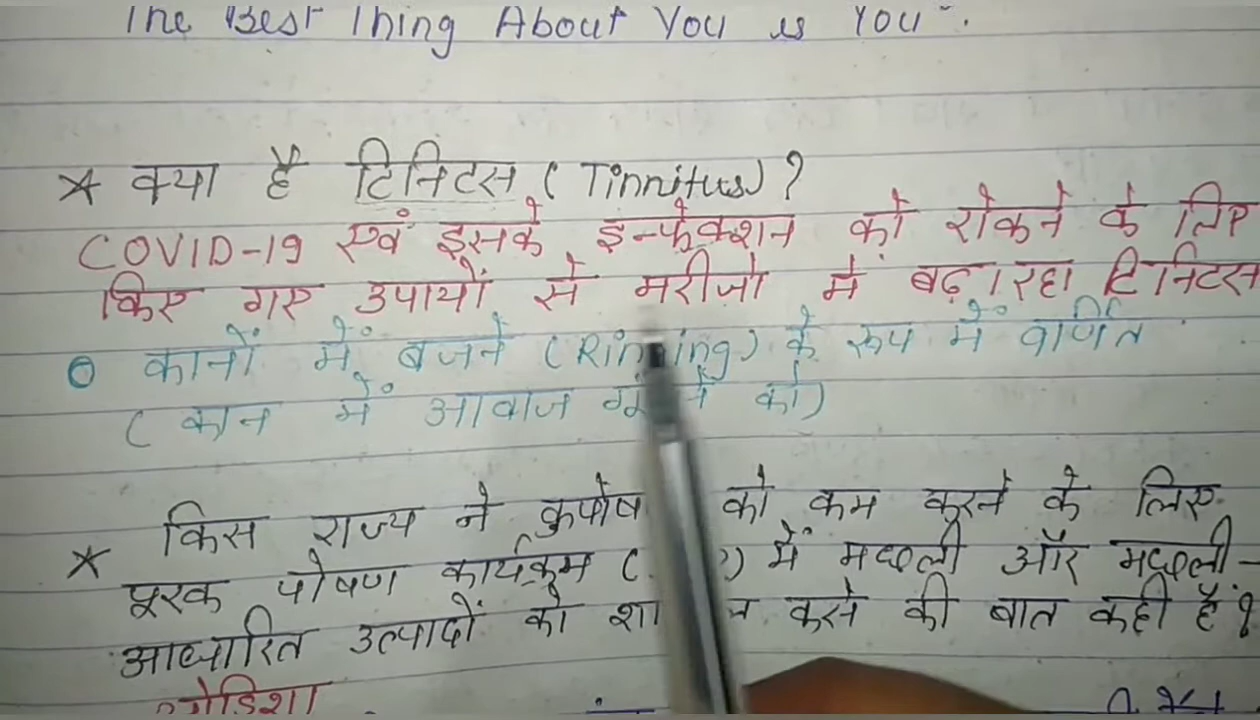 The Best Thing About You is You".
* क्या है टिनिटस (Tinnitus)?
COVID-19 एवं इसके इन्फेक्शन को रोकने के लिए
किए गए उपायों से मरीजो में बढ़ा रहा टिनिटस
कानों में बजने (Ringing) के रूप में वर्णित
(कान में आवाज को)
* किस राज्य ने को कम करने के लिए
पूरक पोषण कार्यक्रम ( ) में मछली और मछली-
आधारित उत्पादों को करने की बात कही है?
ओडिशा